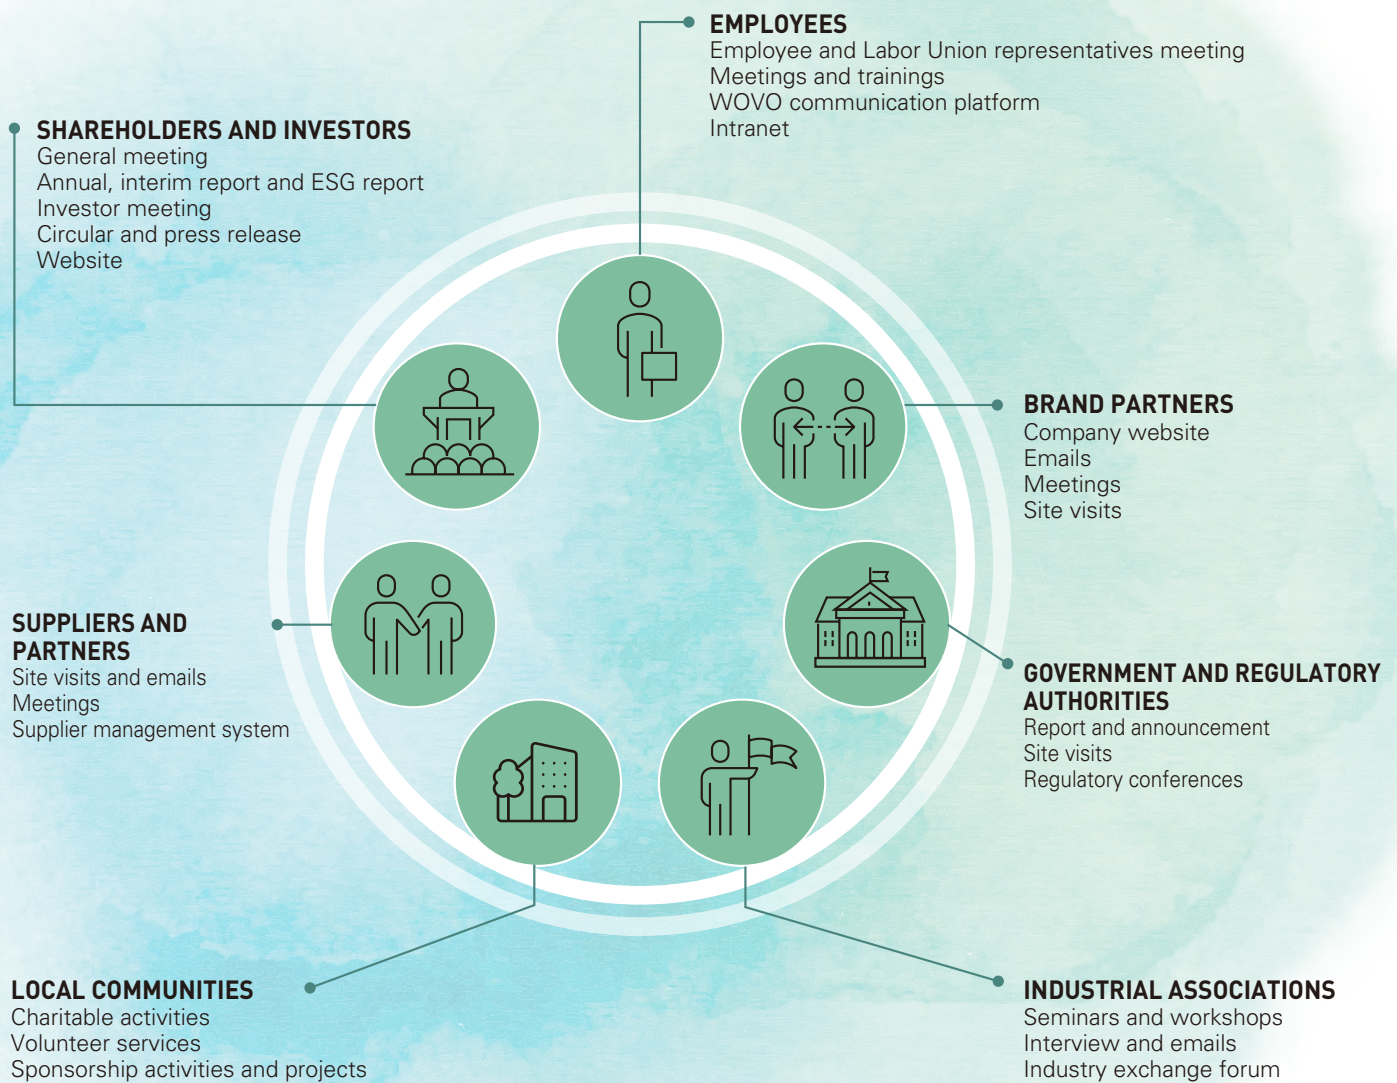 EMPLOYEES
Employee and Labor Union representatives meeting
Meetings and trainings
WOVO communication platform
Intranet
SHAREHOLDERS AND INVESTORS
General meeting
Annual, interim report and ESG report
Investor meeting
Circular and press release
Website
BRAND PARTNERS
Company website
Emails
Meetings
Site visits
SUPPLIERS AND
PARTNERS
Site visits and emails
Meetings
Supplier management system
GOVERNMENT AND REGULATORY
AUTHORITIES
Report and announcement
Site visits
Regulatory conferences
LOCAL COMMUNITIES
Charitable activities
Volunteer services
Sponsorship activities and projects
INDUSTRIAL ASSOCIATIONS
Seminars and workshops
Interview and emails
Industry exchange forum